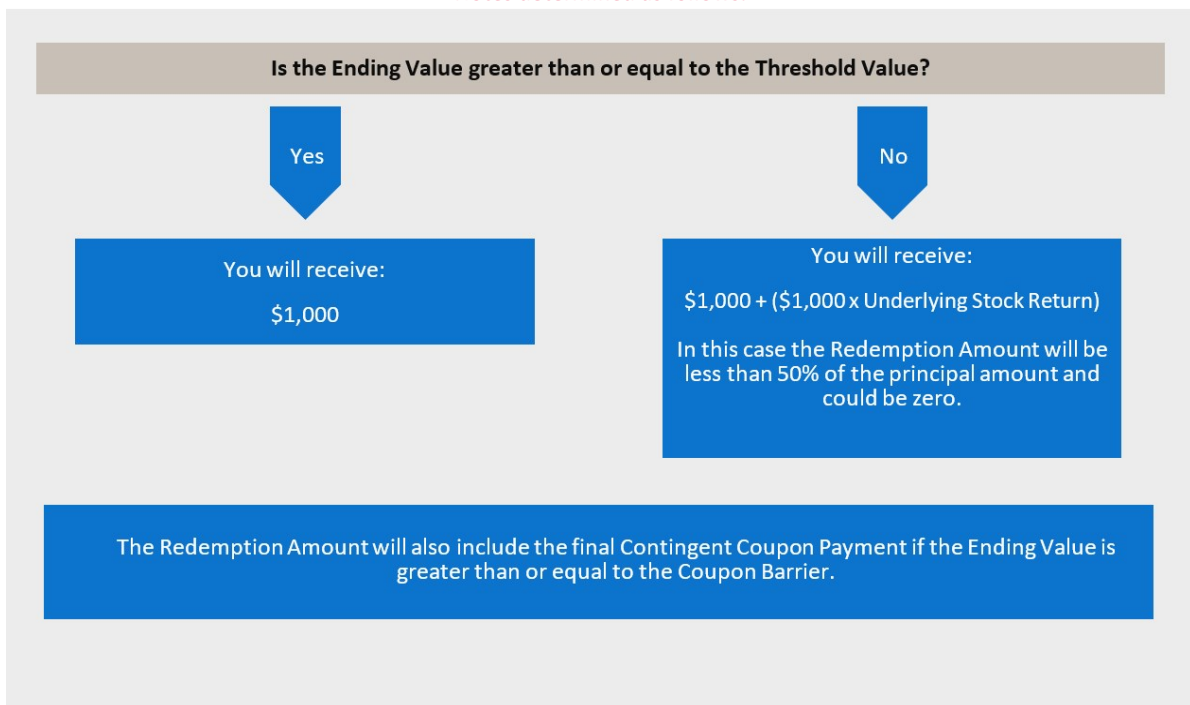 Is the Ending Value greater than or equal to the Threshold Value?
Yes
No
You will receive:
$1,000
You will receive:
$1,000 + ($1,000 x Underlying Stock Return)
In this case the Redemption Amount will be
less than 50% of the principal amount and
could be zero.
The Redemption Amount will also include the final Contingent Coupon Payment if the Ending Value is
greater than or equal to the Coupon Barrier.